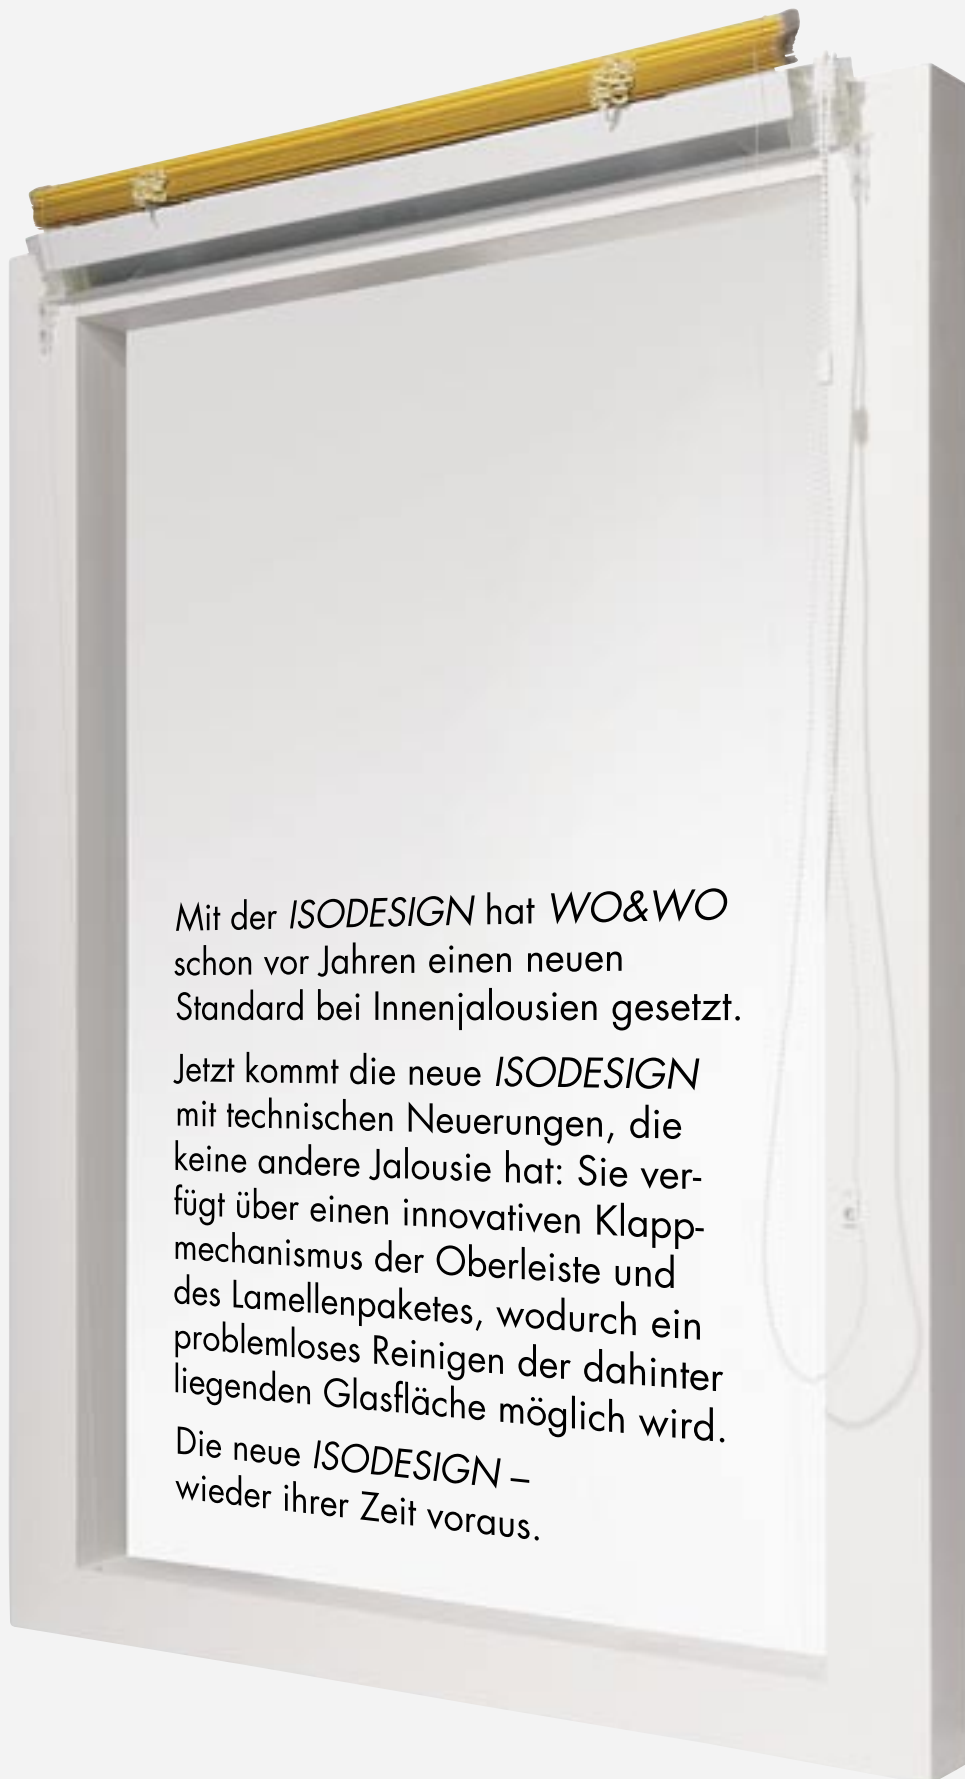 Mit der ISODESIGN hat WO&WO
schon vor Jahren einen neuen
Standard bei Innenjalousien gesetzt.
Jetzt kommt die neue ISODESIGN
mit technischen Neuerungen, die
keine andere Jalousie hat: Sie ver-
fügt über einen innovativen Klapp-
mechanismus der Oberleiste und
des Lamellenpaketes, wodurch ein
problemloses Reinigen der dahinter
liegenden Glasfläche möglich wird.
Die neue ISODESIGN –
wieder ihrer Zeit voraus.